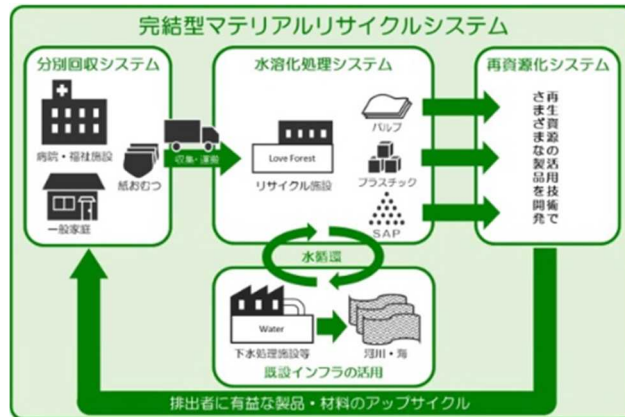 完結型マテリアルリサイクルシステム
分別回収システム
病院・福祉施設
紙おむつ
一般家庭
収集・運搬
水溶化処理システム
Love Forest
リサイクル施設
パルプ
プラスチック
SAP
再資源化システム
再生資源の活用技術で
さまざまな製品を開発
水循環
Water
下水処理施設等
河川・海
既設インフラの活用
排出者に有益な製品・材料のアップサイクル